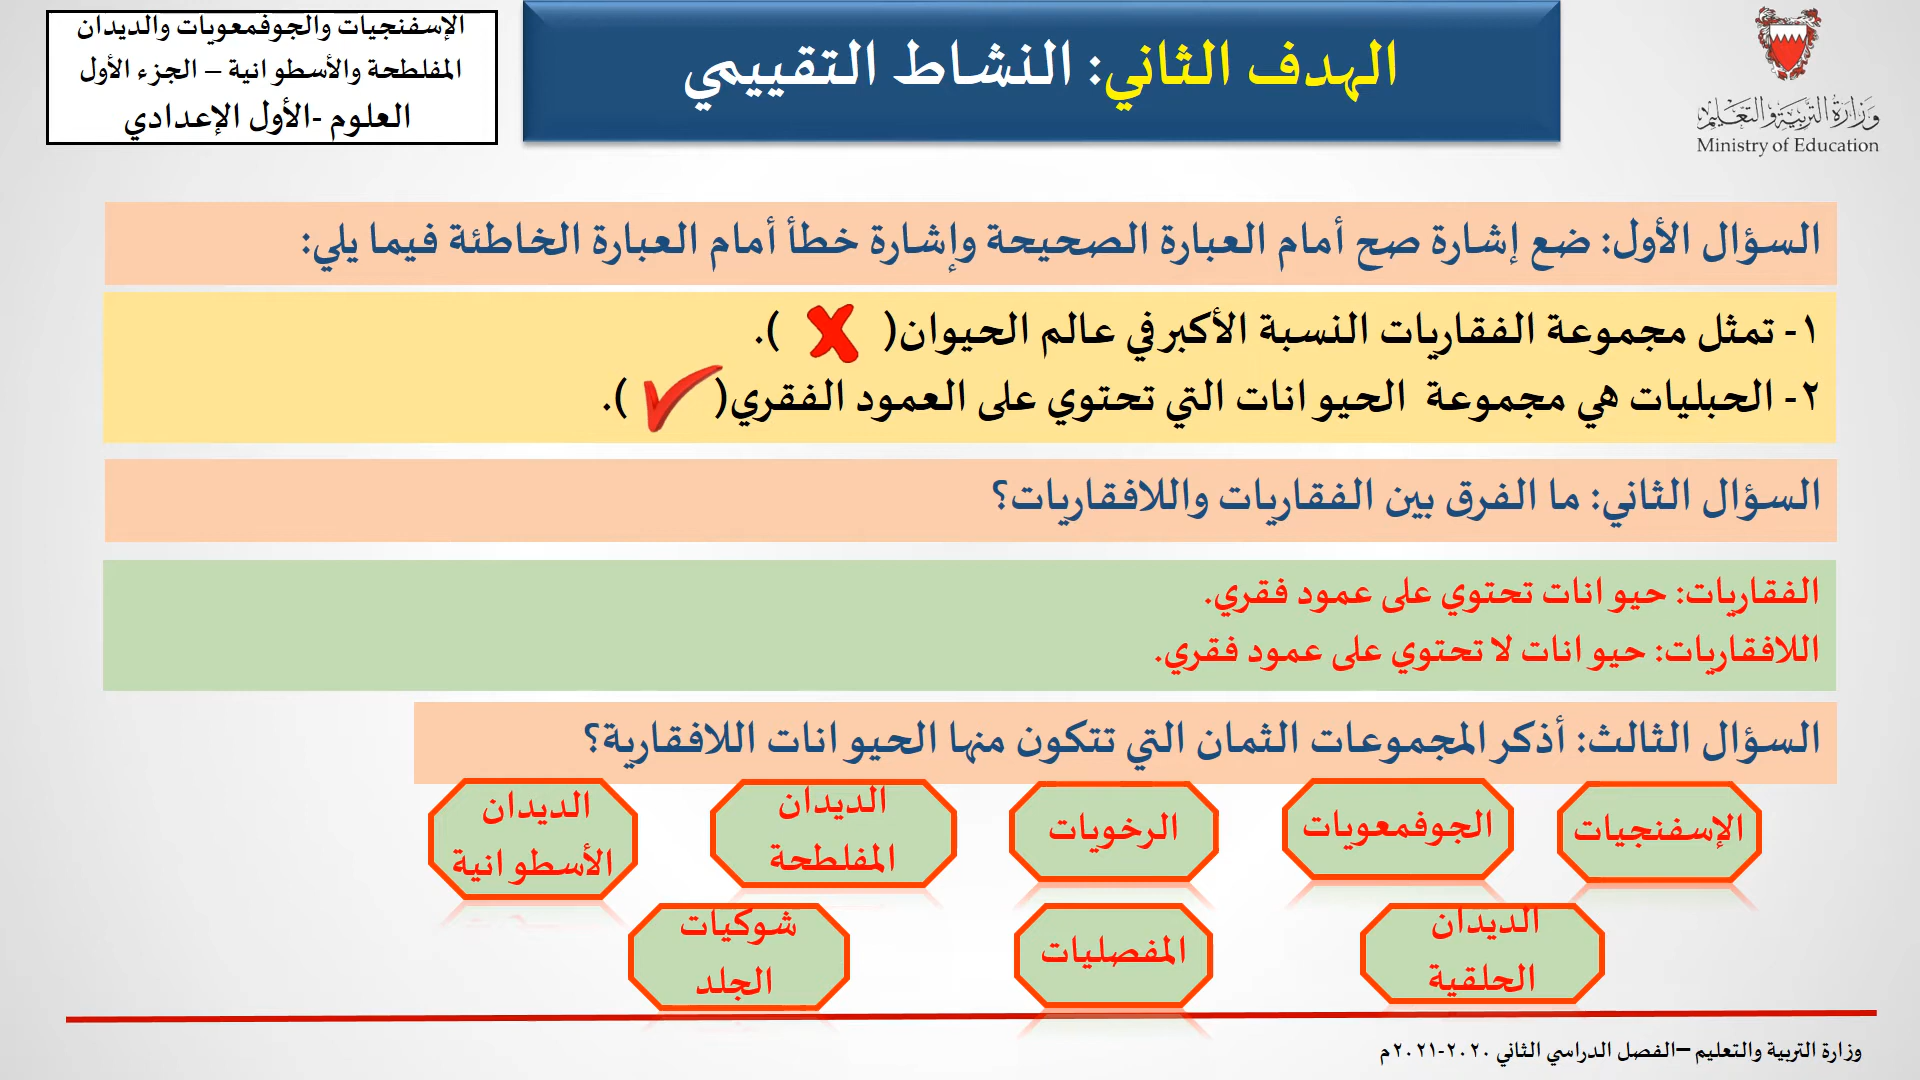 الإسفنجيات والجوفمعويات والديدان
المفلطحة والأسطوانية – الجزء الأول
العلوم -الأول الإعدادي
الهدف الثاني: النشاط التقييمي
وزارة التربية والتعليم
Ministry of Education
السؤال الأول: ضع إشارة صح أمام العبارة الصحيحة وإشارة خطأ أمام العبارة الخاطئة فيما يلي:
١- تمثل مجموعة الفقاريات النسبة الأكبر في عالم الحيوان( ✘ ).
٢- الحبليات هي مجموعة الحيوانات التي تحتوي على العمود الفقري( ✓ ).
السؤال الثاني: ما الفرق بين الفقاريات واللافقاريات؟
الفقاريات: حيوانات تحتوي على عمود فقري.
اللافقاريات: حيوانات لا تحتوي على عمود فقري.
السؤال الثالث: أذكر المجموعات الثمان التي تتكون منها الحيوانات اللافقارية؟
الإسفنجيات
الجوفمعويات
الرخويات
الديدان
المفلطحة
الديدان
الأسطوانية
الديدان
الحلقية
المفصليات
شوكيات
الجلد
وزارة التربية والتعليم –الفصل الدراسي الثاني ٢٠٢٠-٢٠٢١م